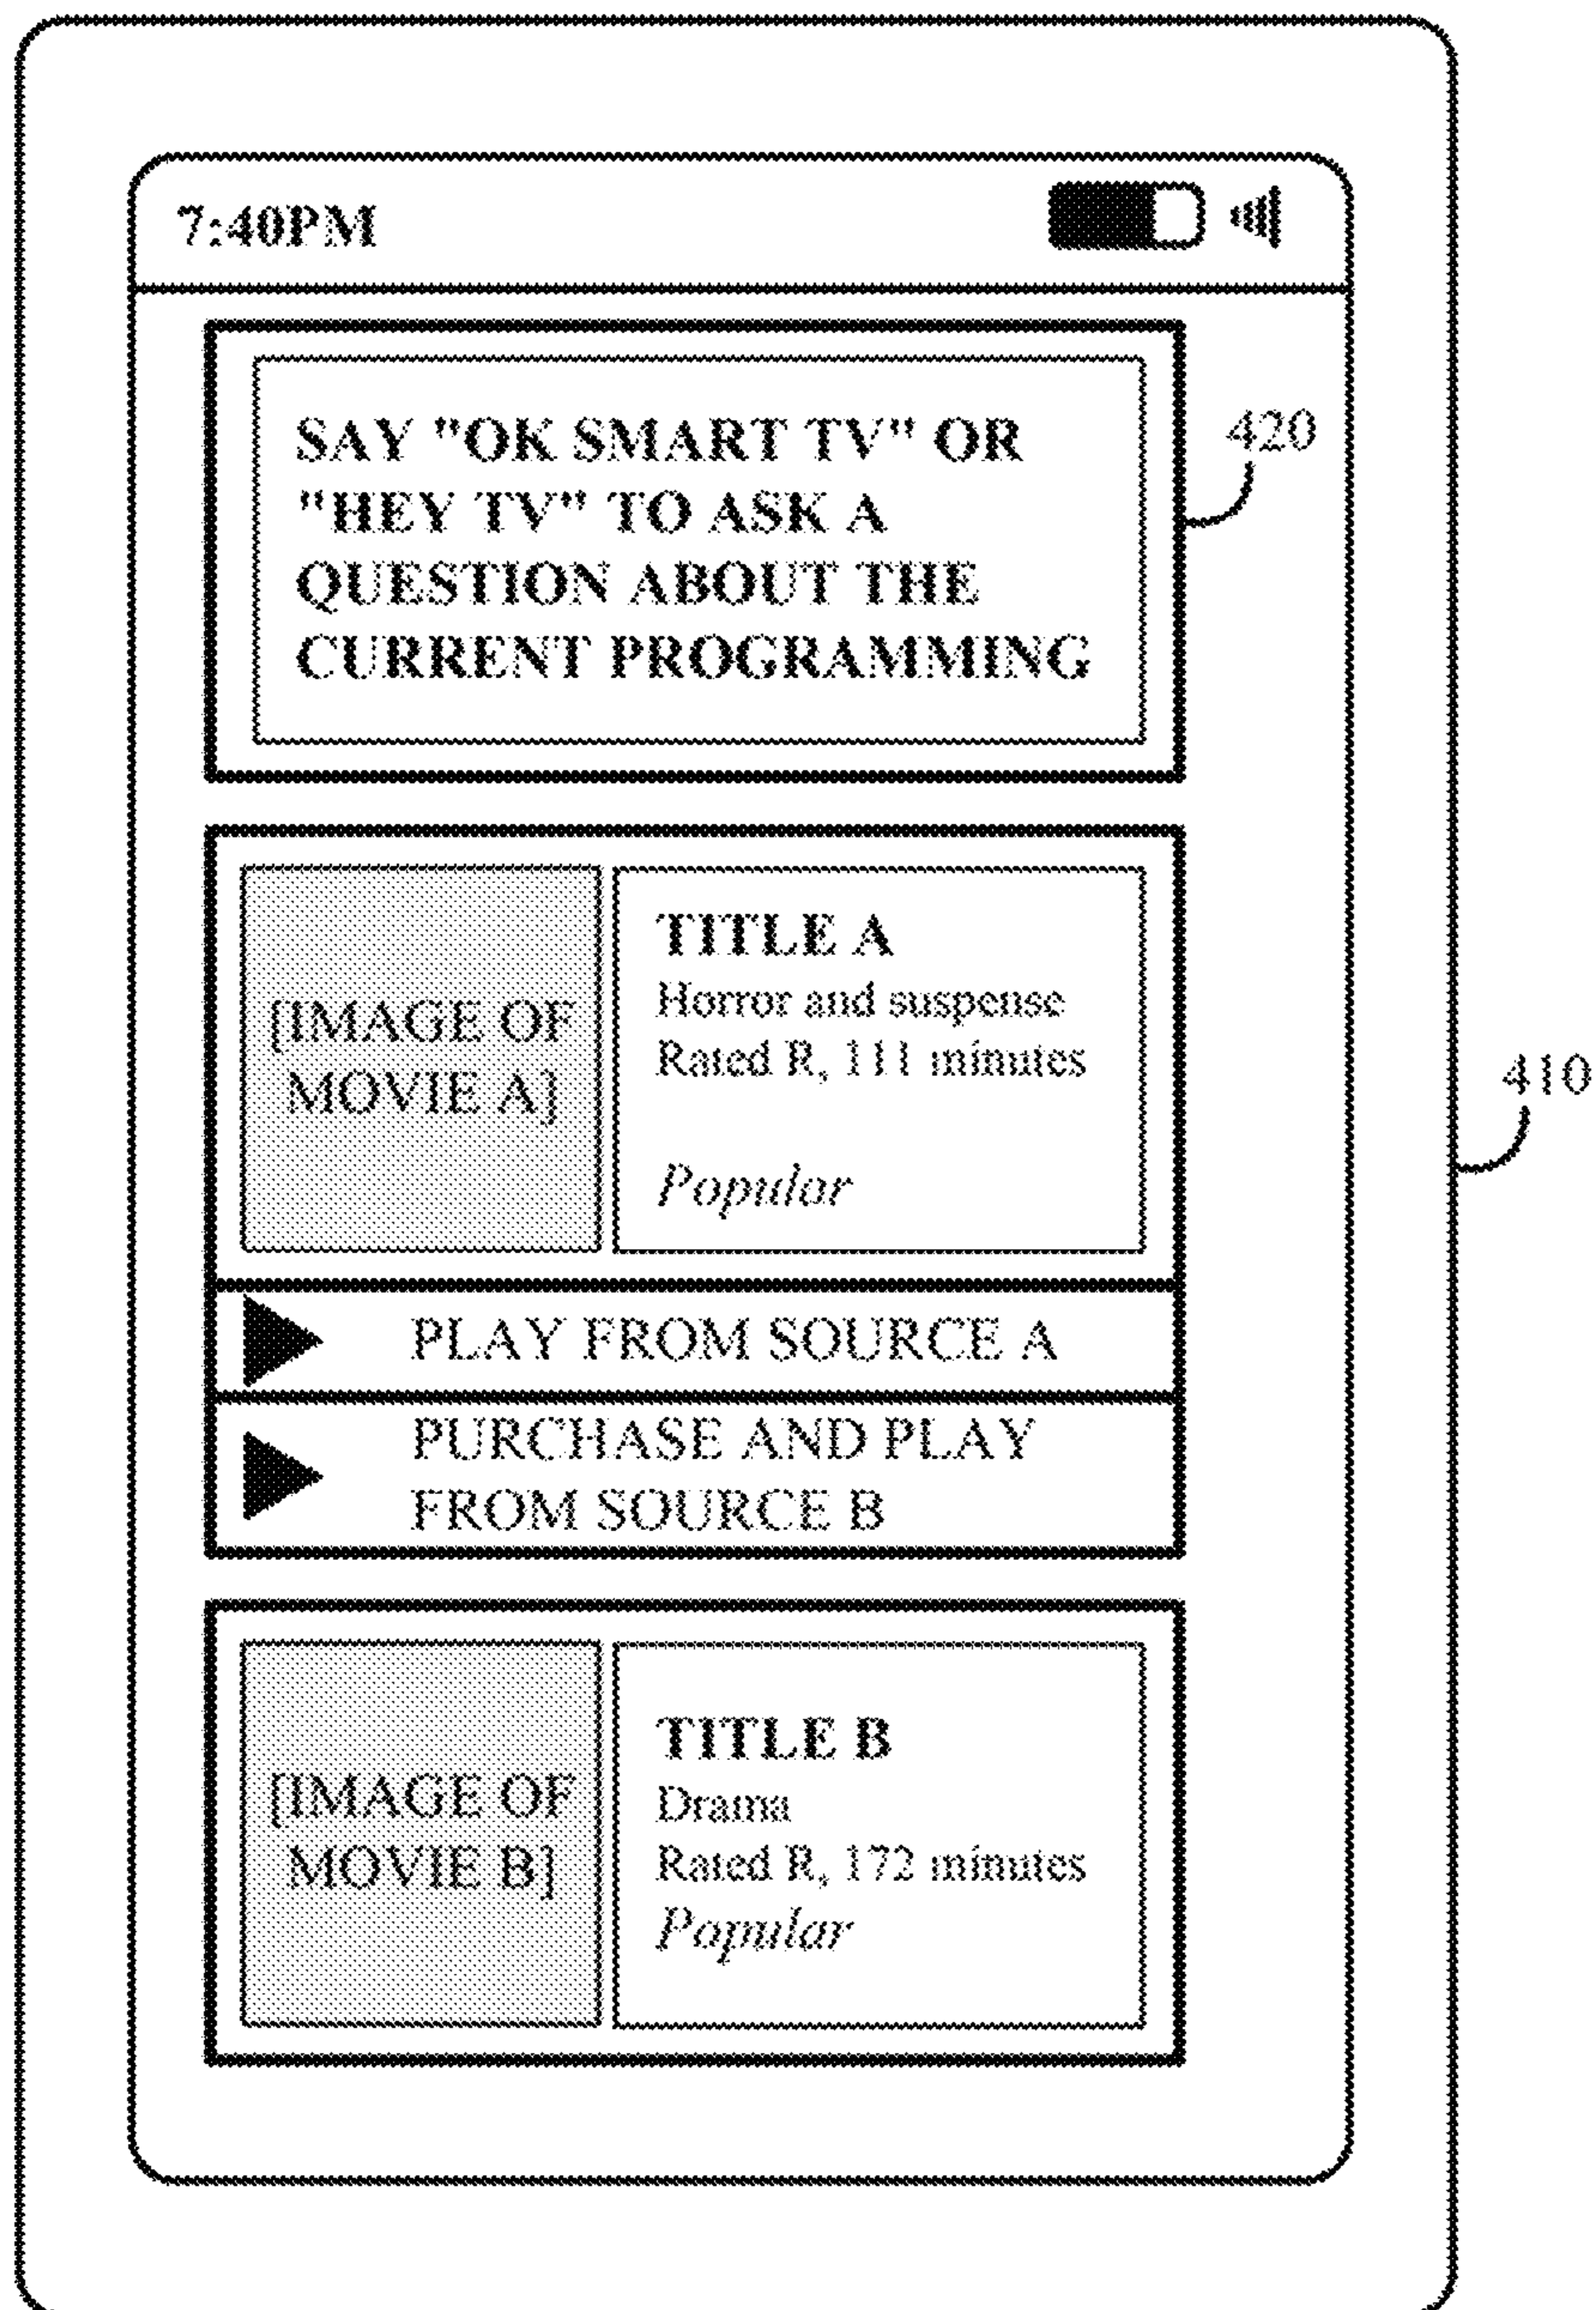 7:40PM
SAY "OK SMART TV" OR
"HEY TV" TO ASK A
QUESTION ABOUT THE
CURRENT PROGRAMMING
420
[IMAGE OF
MOVIE A]
TITLE A
Horror and suspense
Rated R, 111 minutes
Popular
410
PLAY FROM SOURCE A
PURCHASE AND PLAY
FROM SOURCE B
[IMAGE OF
MOVIE B]
TITLE B
Drama
Rated R, 172 minutes
Popular